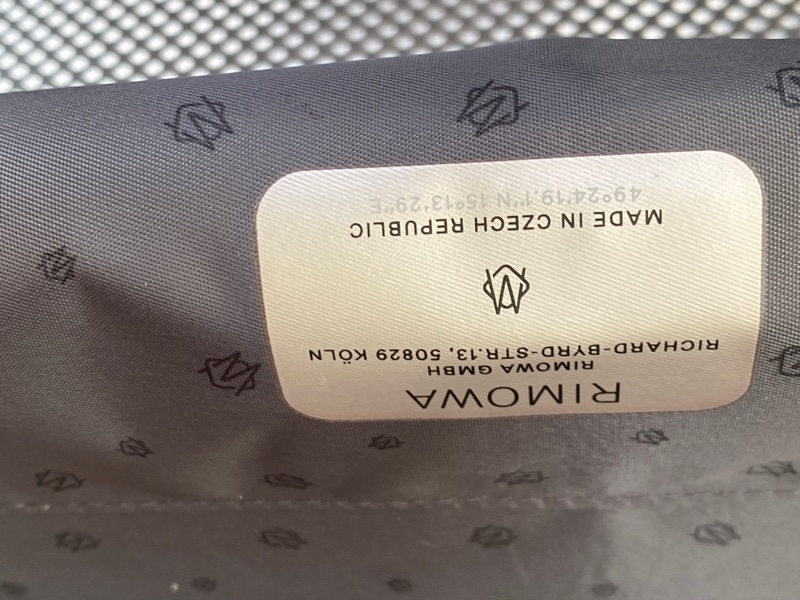 RIMOWA
RIMOWA GMBH
RICHARD-BYRD-STR.13, 50829 KÖLN
MADE IN CZECH REPUBLIC
49°24'19.1"N 15°13'29"E